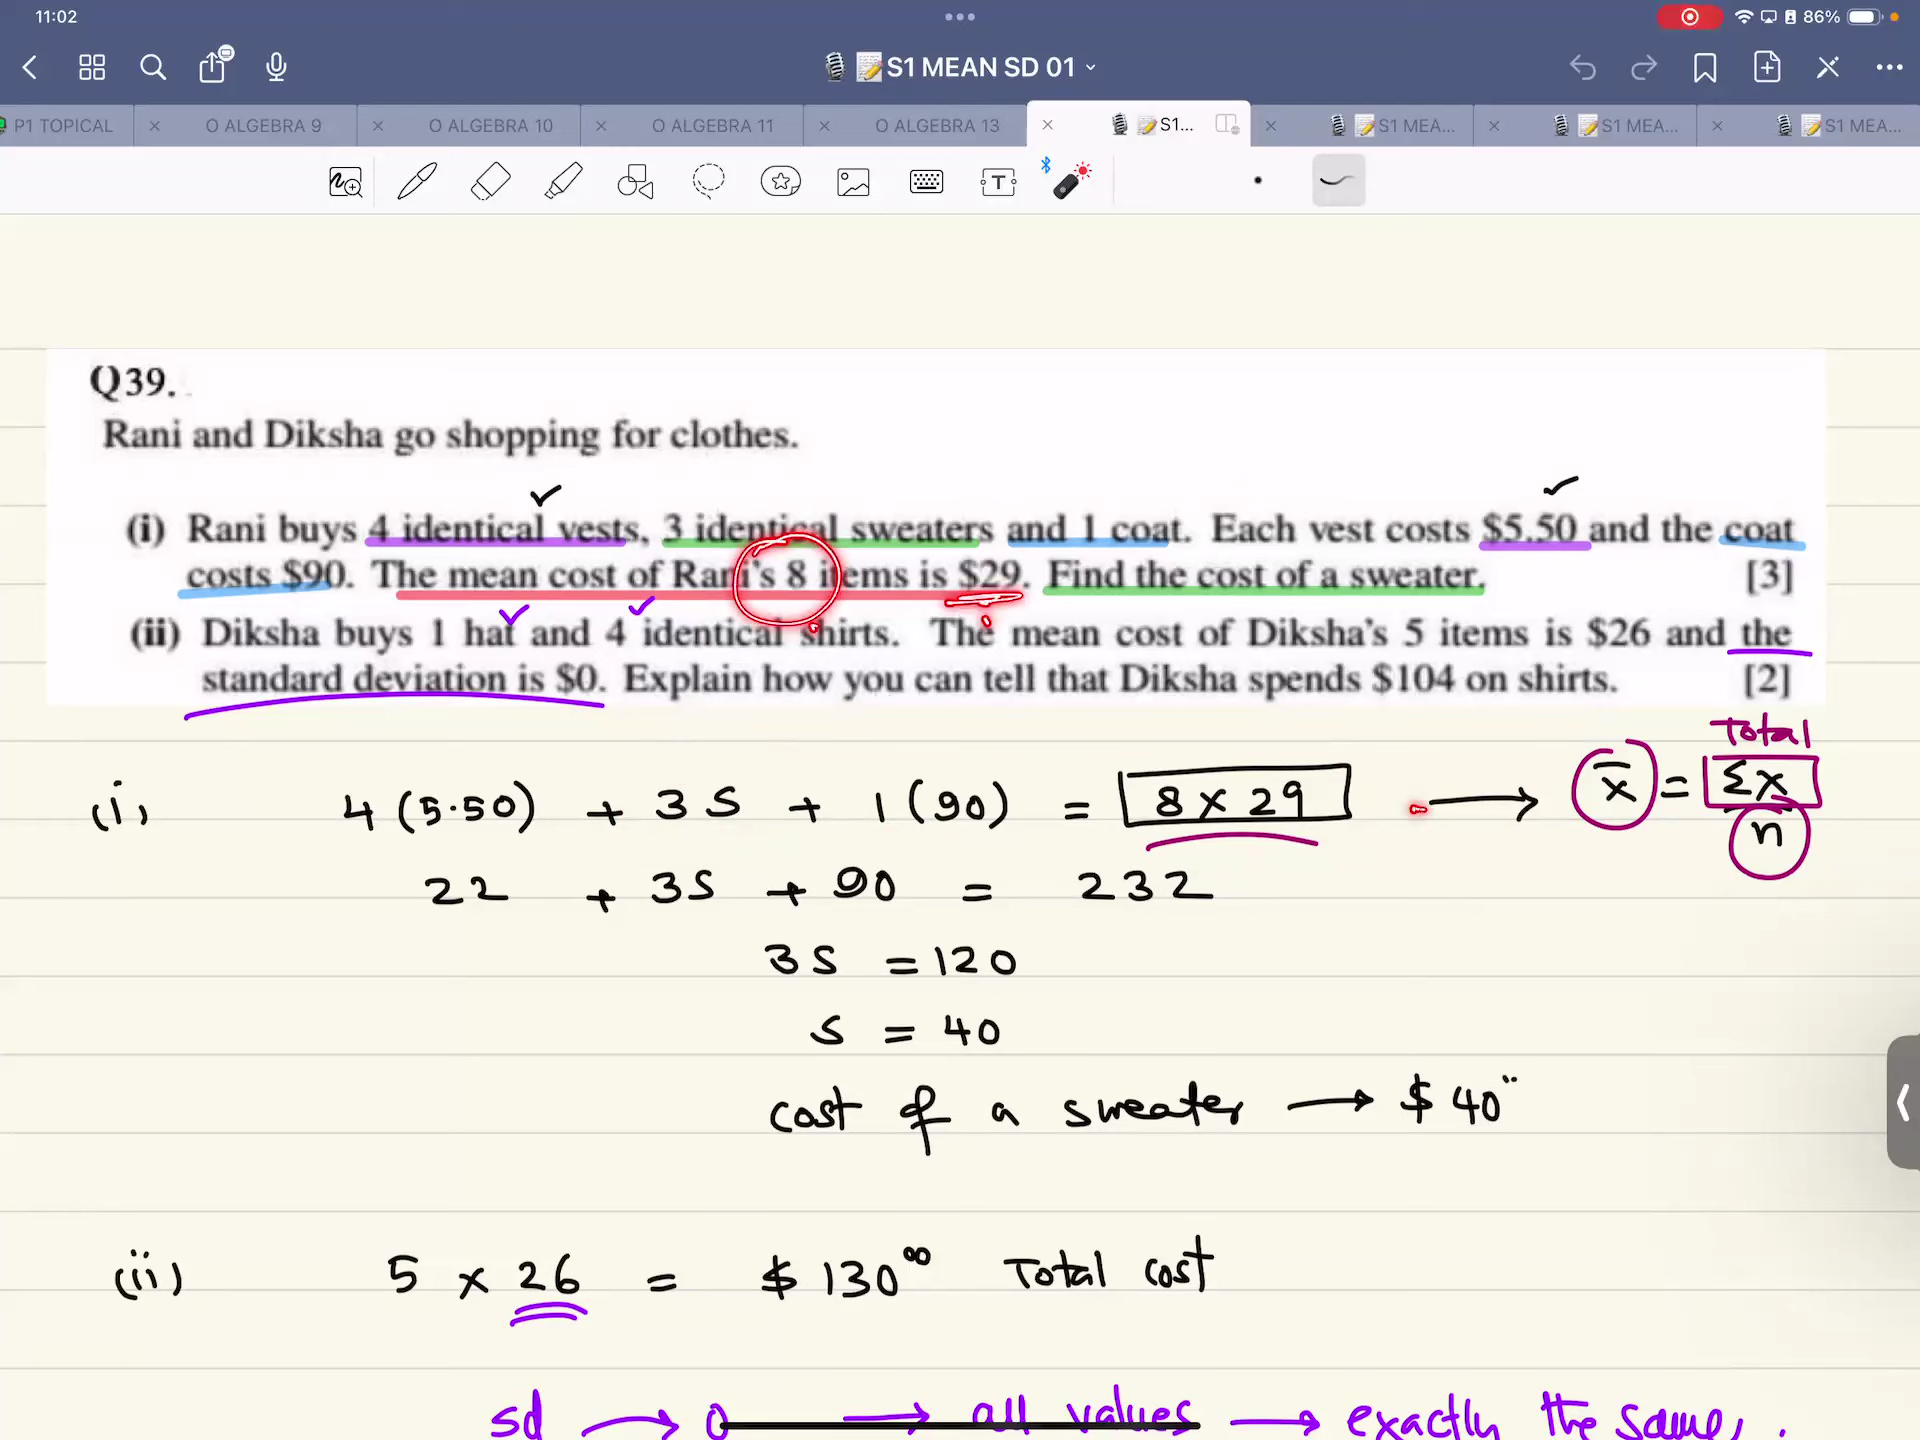 11:02
86%
S1 MEAN SD 01
P1 TOPICAL
O ALGEBRA 9
O ALGEBRA 10
O ALGEBRA 11
O ALGEBRA 13
S1...
S1 MEA...
S1 MEA...
S1 MEA...
Q39.
Rani and Diksha go shopping for clothes.
(i) Rani buys 4 identical vests, 3 identical sweaters and 1 coat. Each vest costs $5.50 and the coat
costs $90. The mean cost of Rani's 8 items is $29. Find the cost of a sweater. [3]
(ii) Diksha buys 1 hat and 4 identical shirts. The mean cost of Diksha's 5 items is $26 and the
standard deviation is $0. Explain how you can tell that Diksha spends $104 on shirts. [2]
Total
(i) 4 (5.50) + 3S + 1 (90) = 8 x 29 → x̄ = Σx / n
22 + 3S + 90 = 232
3S = 120
S = 40
cost of a sweater → $ 40
(ii) 5 x 26 = $ 130⁰⁰ Total cost
sd → 0 → all values → exactly the same.